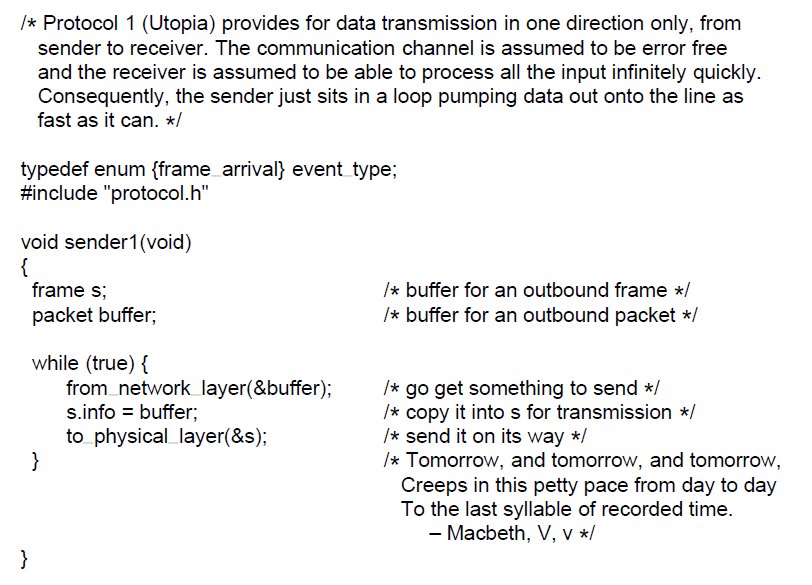 /* Protocol 1 (Utopia) provides for data transmission in one direction only, from
sender to receiver. The communication channel is assumed to be error free
and the receiver is assumed to be able to process all the input infinitely quickly.
Consequently, the sender just sits in a loop pumping data out onto the line as
fast as it can. */
typedef enum {frame_arrival} event_type;
#include "protocol.h"
void sender1(void)
{
frame s; /* buffer for an outbound frame */
packet buffer; /* buffer for an outbound packet */
while (true) {
from_network_layer(&buffer); /* go get something to send */
s.info = buffer; /* copy it into s for transmission */
to_physical_layer(&s); /* send it on its way */
} /* Tomorrow, and tomorrow, and tomorrow,
Creeps in this petty pace from day to day
To the last syllable of recorded time.
– Macbeth, V, v */
}